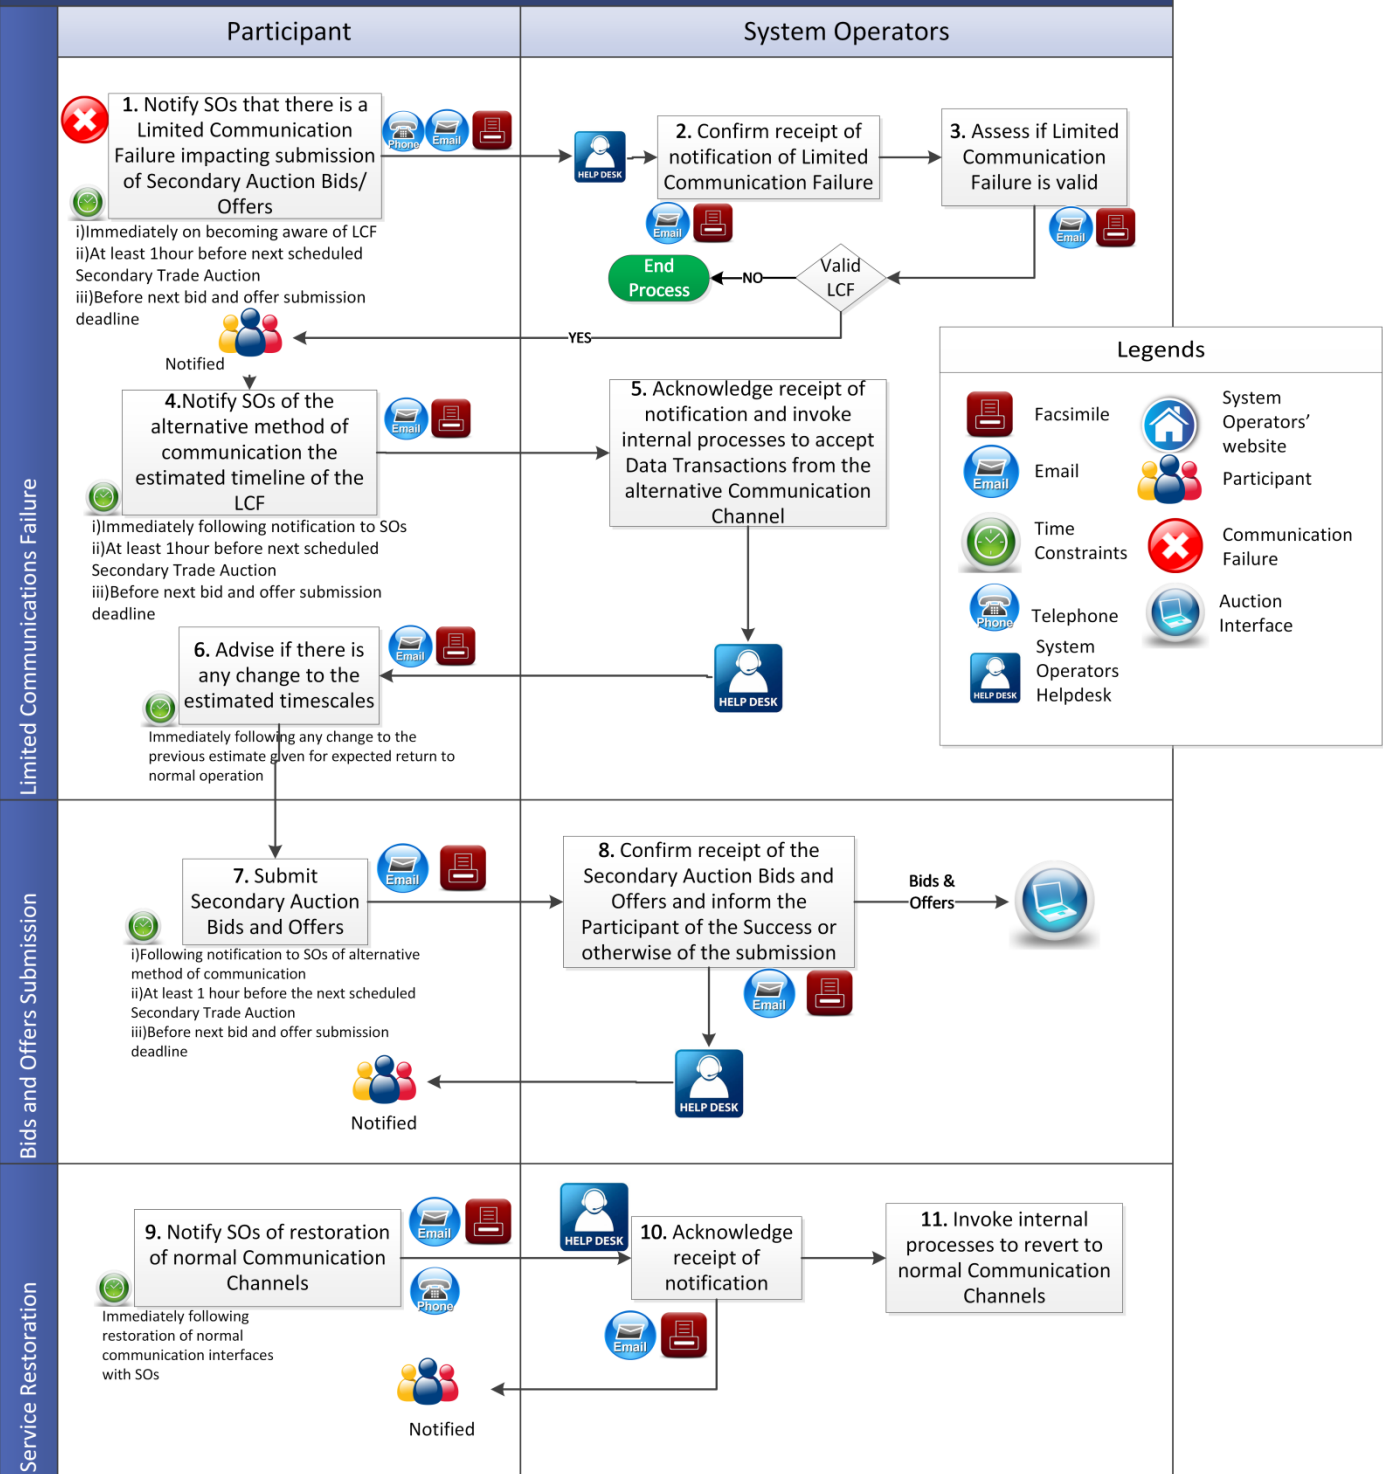 Participant
System Operators
Limited Communications Failure
1. Notify SOs that there is a
Limited Communication
Failure impacting submission
of Secondary Auction Bids/
Offers
Phone
Email
HELP DESK
2. Confirm receipt of
notification of Limited
Communication Failure
Email
3. Assess if Limited
Communication
Failure is valid
Email
i)Immediately on becoming aware of LCF
ii)At least 1hour before next scheduled
Secondary Trade Auction
iii)Before next bid and offer submission
deadline
Valid
LCF
NO
End
Process
YES
Notified
4.Notify SOs of the
alternative method of
communication the
estimated timeline of the
LCF
Email
i)Immediately following notification to SOs
ii)At least 1hour before next scheduled
Secondary Trade Auction
iii)Before next bid and offer submission
deadline
5. Acknowledge receipt of
notification and invoke
internal processes to accept
Data Transactions from the
alternative Communication
Channel
HELP DESK
6. Advise if there is
any change to the
estimated timescales
Email
Immediately following any change to the
previous estimate given for expected return to
normal operation
Legends
Facsimile
Email
Email
Time
Constraints
Phone
Telephone
HELP DESK
System
Operators
Helpdesk
System
Operators’
website
Participant
Communication
Failure
Auction
Interface
Bids and Offers Submission
7. Submit
Secondary Auction
Bids and Offers
Email
i)Following notification to SOs of alternative
method of communication
ii)At least 1 hour before the next scheduled
Secondary Trade Auction
iii)Before next bid and offer submission
deadline
8. Confirm receipt of the
Secondary Auction Bids and
Offers and inform the
Participant of the Success or
otherwise of the submission
Email
Bids &
Offers
HELP DESK
Notified
Service Restoration
9. Notify SOs of restoration
of normal Communication
Channels
Email
Phone
Immediately following
restoration of normal
communication interfaces
with SOs
HELP DESK
10. Acknowledge
receipt of
notification
Email
11. Invoke internal
processes to revert to
normal Communication
Channels
Notified